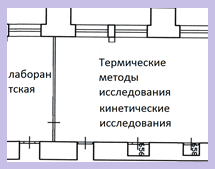 лаборан
тская
Термические
методы
исследования
кинетические
исследования